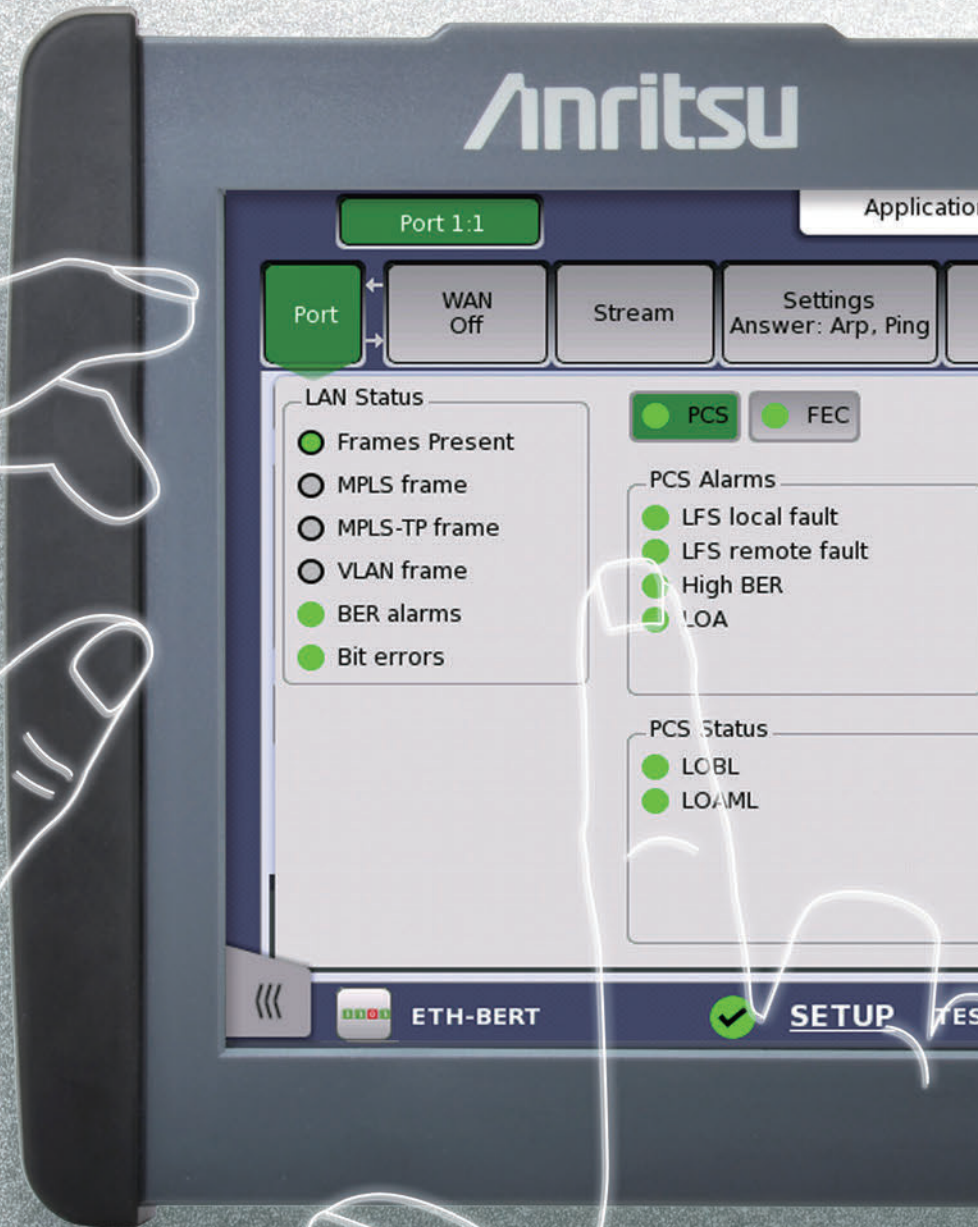 Anritsu
Port 1:1
Port
WAN
Off
Stream
Settings
Answer: Arp, Ping
LAN Status
Frames Present
MPLS frame
MPLS-TP frame
VLAN frame
BER alarms
Bit errors
PCS
FEC
PCS Alarms
LFS local fault
LFS remote fault
High BER
LOA
PCS Status
LOBL
LOAML
ETH-BERT
SETUP